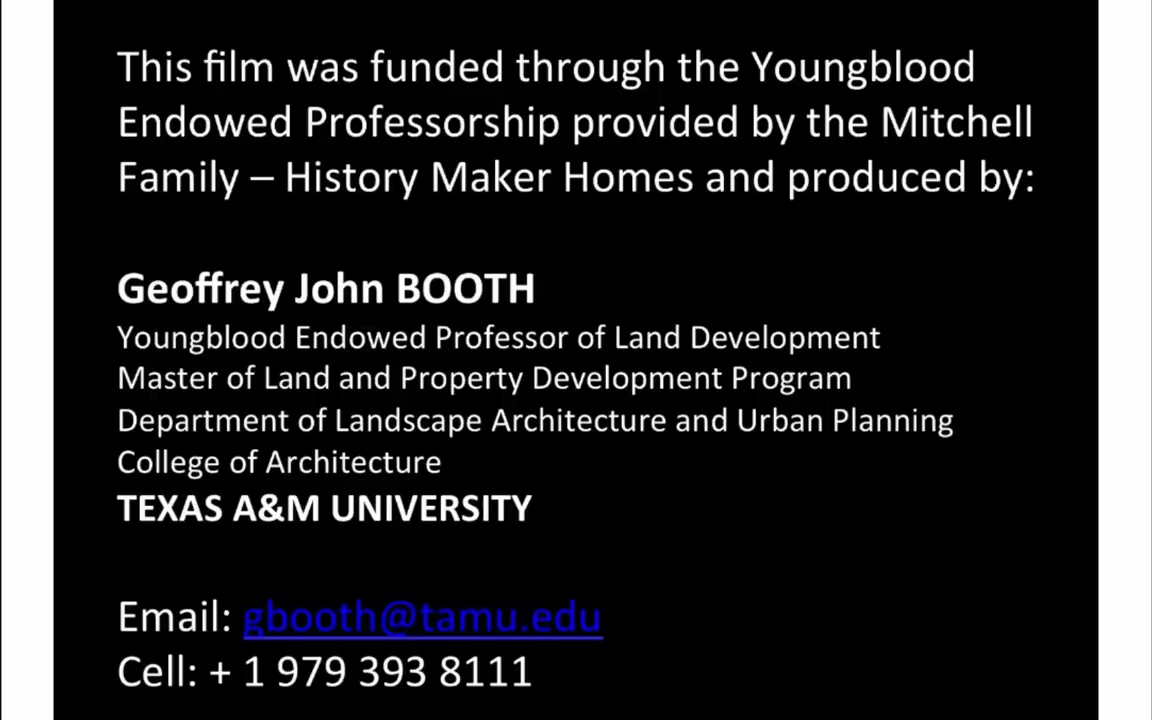 This film was funded through the Youngblood
Endowed Professorship provided by the Mitchell
Family – History Maker Homes and produced by:
Geoffrey John BOOTH
Youngblood Endowed Professor of Land Development
Master of Land and Property Development Program
Department of Landscape Architecture and Urban Planning
College of Architecture
TEXAS A&M UNIVERSITY
Email: gbooth@tamu.edu
Cell: + 1 979 393 8111